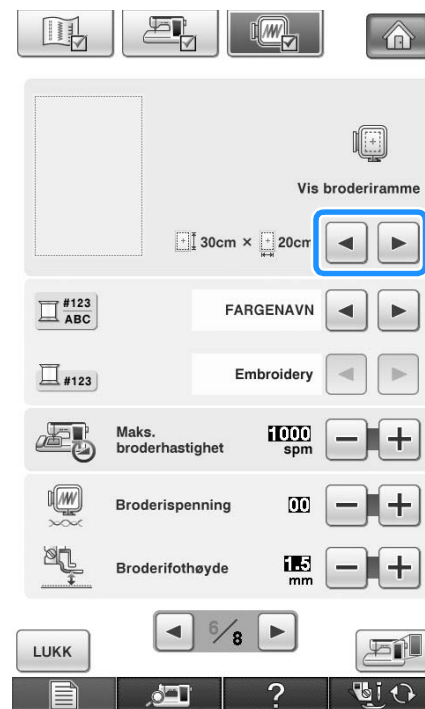 Vis broderiramme
30cm × 20cm
#123
ABC
FARGENAVN
#123
Embroidery
Maks.
broderhastighet
1000
spm
Broderispenning
00
Broderifothøyde
1.5
mm
LUKK
6/8
?